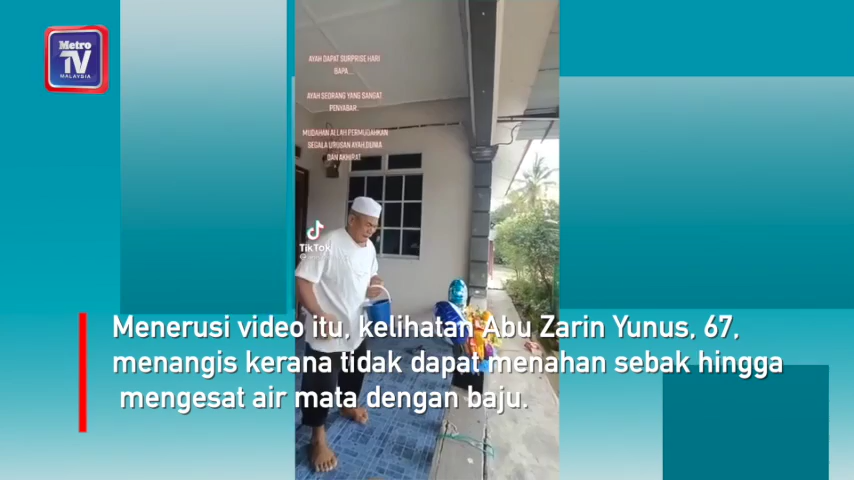 Metro
TV
MALAYSIA
AYAH DAPAT SURPRISE HARI
BAPA...
AYAH SEORANG YANG SANGAT
PENYABAR..
MUDAHAN ALLAH PERMUDAHKAN
SEGALA URUSAN AYAH,DUNIA
DAN AKHIRAT.
TikTok
Menerusi video itu, kelihatan Abu Zarin Yunus, 67,
menangis kerana tidak dapat menahan sebak hingga
mengesat air mata dengan baju.